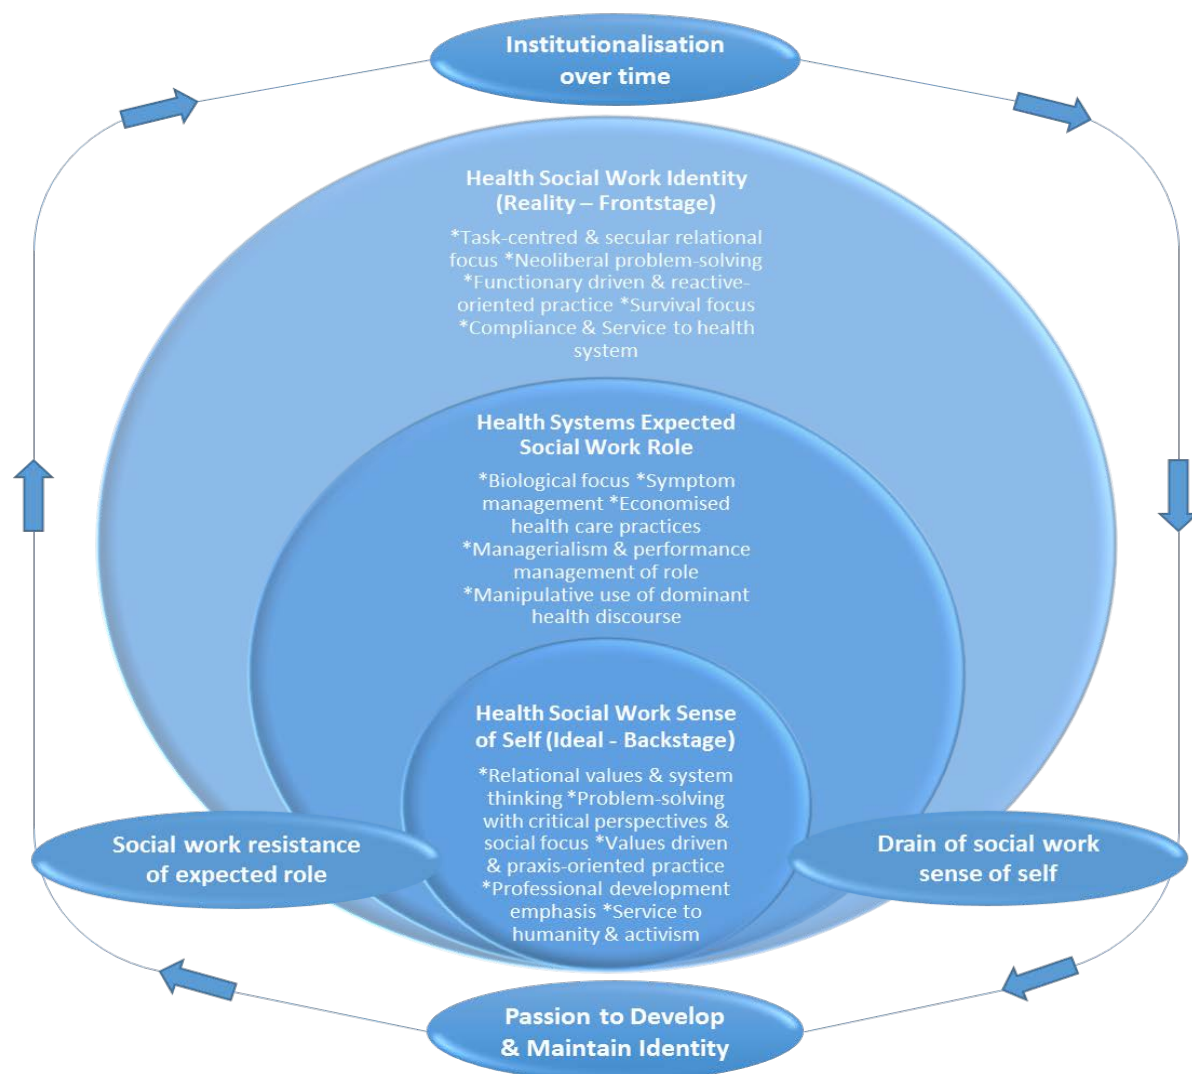 Institutionalisation
over time
Health Social Work Identity
(Reality – Frontstage)
*Task-centred & secular relational
focus *Neoliberal problem-solving
*Functionary driven & reactive-
oriented practice *Survival focus
*Compliance & Service to health
system
Health Systems Expected
Social Work Role
*Biological focus *Symptom
management *Economised
health care practices
*Managerialism & performance
management of role
*Manipulative use of dominant
health discourse
Health Social Work Sense
of Self (Ideal - Backstage)
*Relational values & system
thinking *Problem-solving
with critical perspectives &
social focus *Values driven
& praxis-oriented practice
*Professional development
emphasis *Service to
humanity & activism
Social work resistance
of expected role
Drain of social work
sense of self
Passion to Develop
& Maintain Identity